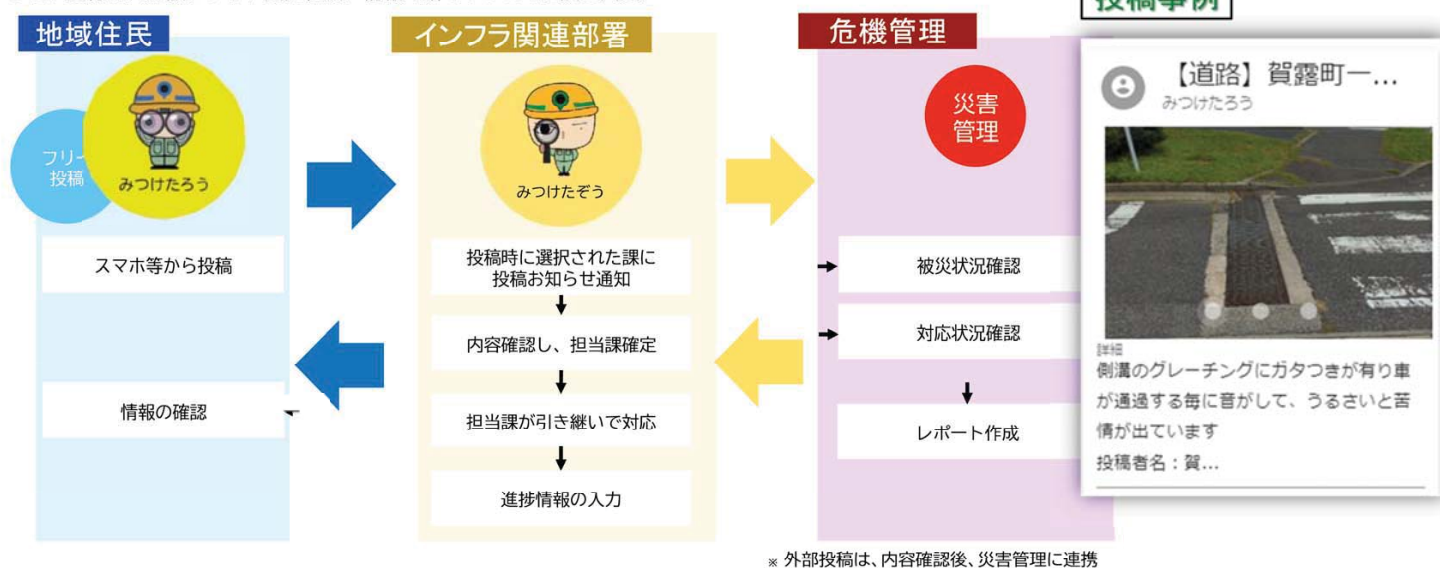 地域住民
フリー
投稿
みつけたろう
スマホ等から投稿
情報の確認
インフラ関連部署
みつけたぞう
投稿時に選択された課に
投稿お知らせ通知
内容確認し、担当課確定
担当課が引き継いで対応
進捗情報の入力
危機管理
災害
管理
被災状況確認
対応状況確認
レポート作成
※ 外部投稿は、内容確認後、災害管理に連携
投稿事例
【道路】賀露町一...
みつけたろう
詳細
側溝のグレーチングにガタつきが有り車
が通過する毎に音がして、うるさいと苦
情が出ています
投稿者名：賀...